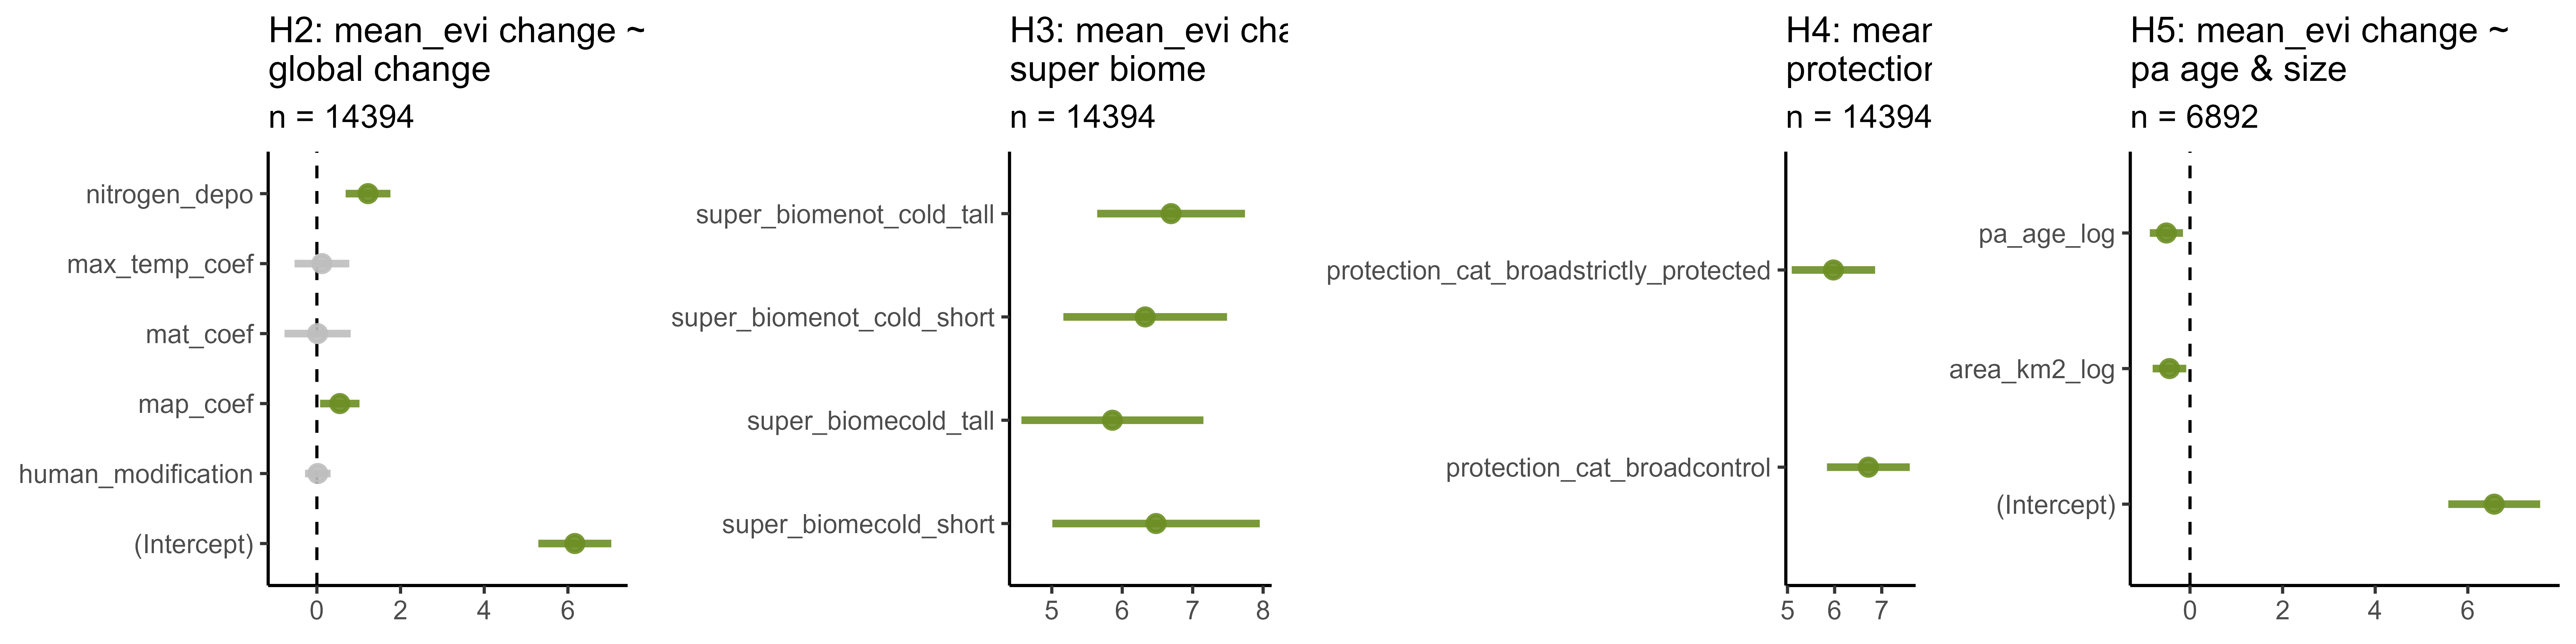 H2: mean_evi change ~
global change
n = 14394
nitrogen_depo
max_temp_coef
mat_coef
map_coef
human_modification
(Intercept)
0 2 4 6
H3: mean_evi cha
super biome
n = 14394
super_biomenot_cold_tall
super_biomenot_cold_short
super_biomecold_tall
super_biomecold_short
5 6 7 8
H4: mear
protection
n = 14394
protection_cat_broadstrictly_protected
protection_cat_broadcontrol
5 6 7
H5: mean_evi change ~
pa age & size
n = 6892
pa_age_log
area_km2_log
(Intercept)
0 2 4 6